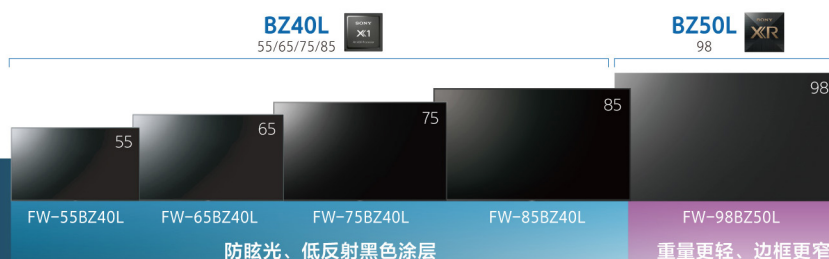 BZ40L
55/65/75/85
SONY
X1
BZ50L
98
SONY
XR
55
65
75
85
98
FW-55BZ40L
FW-65BZ40L
FW-75BZ40L
FW-85BZ40L
FW-98BZ50L
防眩光、低反射黑色涂层
重量更轻、边框更窄